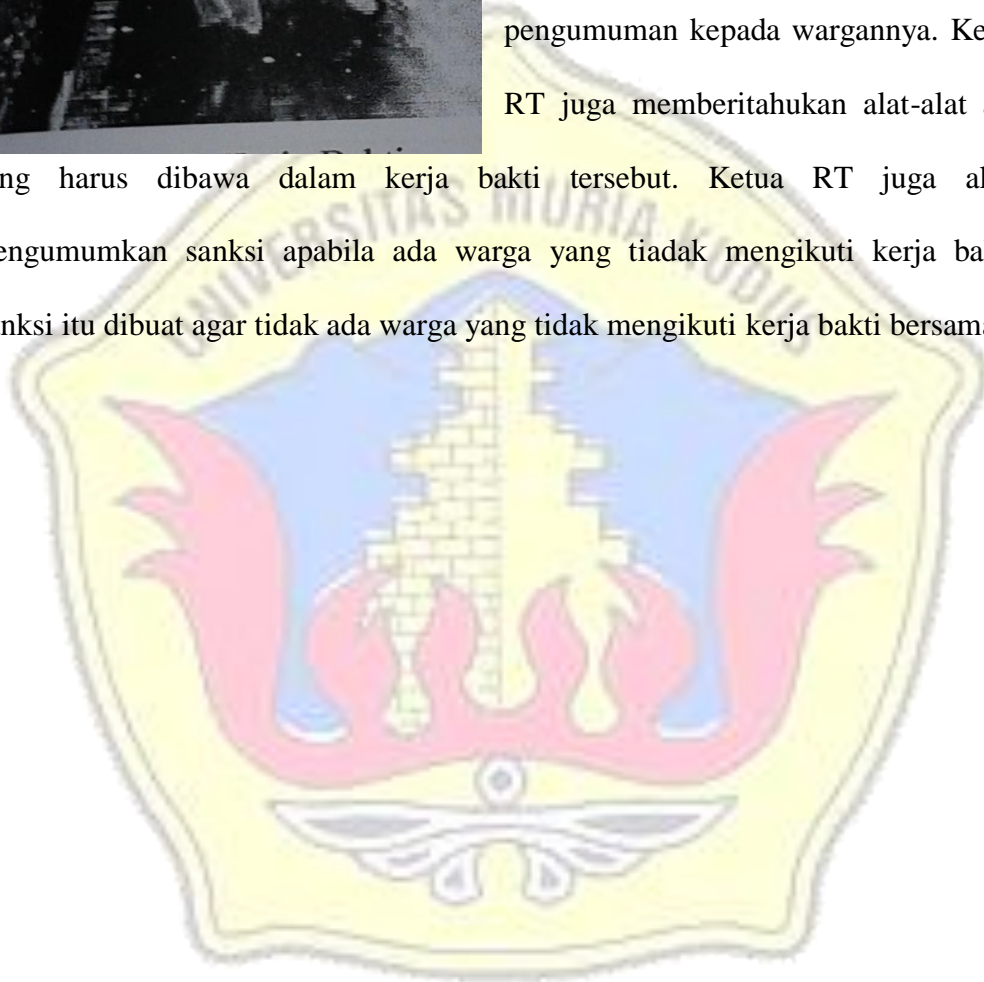 pengumuman kepada wargannya. Ke
RT juga memberitahukan alat-alat
ng harus dibawa dalam kerja bakti tersebut. Ketua RT juga
engumumkan sanksi apabila ada warga yang tiadak mengikuti kerja ba
nksi itu dibuat agar tidak ada warga yang tidak mengikuti kerja bakti bersama
UNIVERSITAS MURIA KUDUS